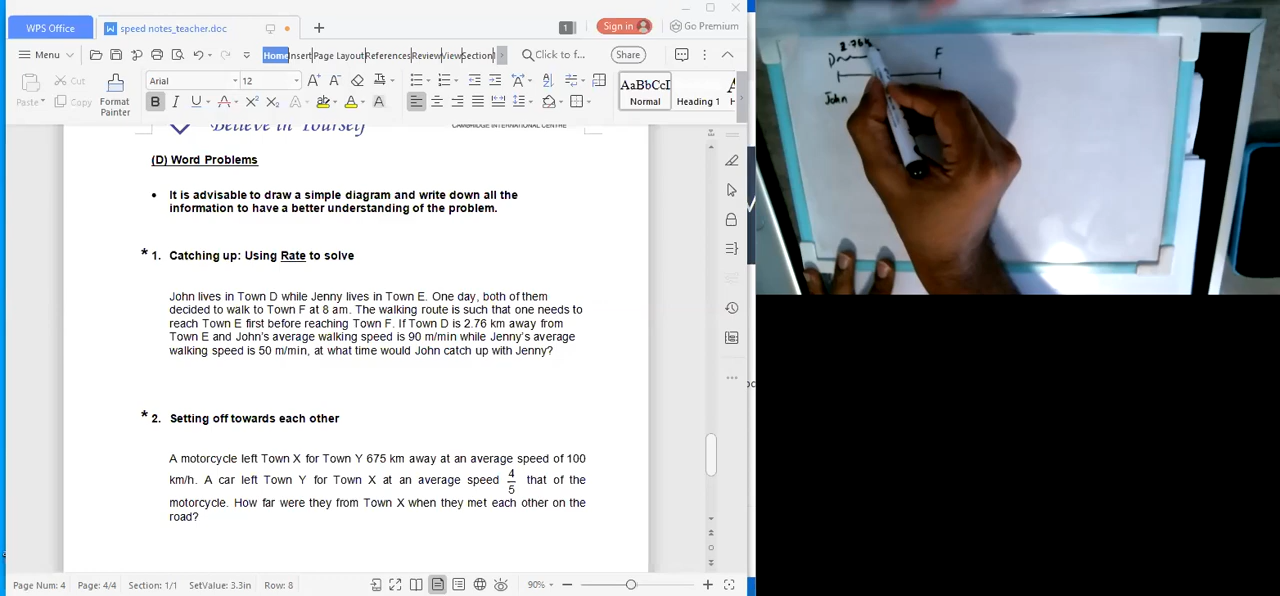 WPS Office
speed notes_teacher.doc
1
Sign in
Go Premium
Menu
Home
Insert
Page Layout
References
Review
View
Section
Click to f...
Share
Paste
Cut
Copy
Format
Painter
Arial
12
AaBbCcD
Normal
Heading 1
Believe in Yourself
CAMBRIDGE INTERNATIONAL CENTRE
(D) Word Problems
• It is advisable to draw a simple diagram and write down all the
information to have a better understanding of the problem.
* 1. Catching up: Using Rate to solve
John lives in Town D while Jenny lives in Town E. One day, both of them
decided to walk to Town F at 8 am. The walking route is such that one needs to
reach Town E first before reaching Town F. If Town D is 2.76 km away from
Town E and John's average walking speed is 90 m/min while Jenny's average
walking speed is 50 m/min, at what time would John catch up with Jenny?
* 2. Setting off towards each other
A motorcycle left Town X for Town Y 675 km away at an average speed of 100
km/h. A car left Town Y for Town X at an average speed 4/5 that of the
motorcycle. How far were they from Town X when they met each other on the
road?
Page Num: 4
Page: 4/4
Section: 1/1
SetValue: 3.3in
Row: 8
90%
2.76k
D
F
John